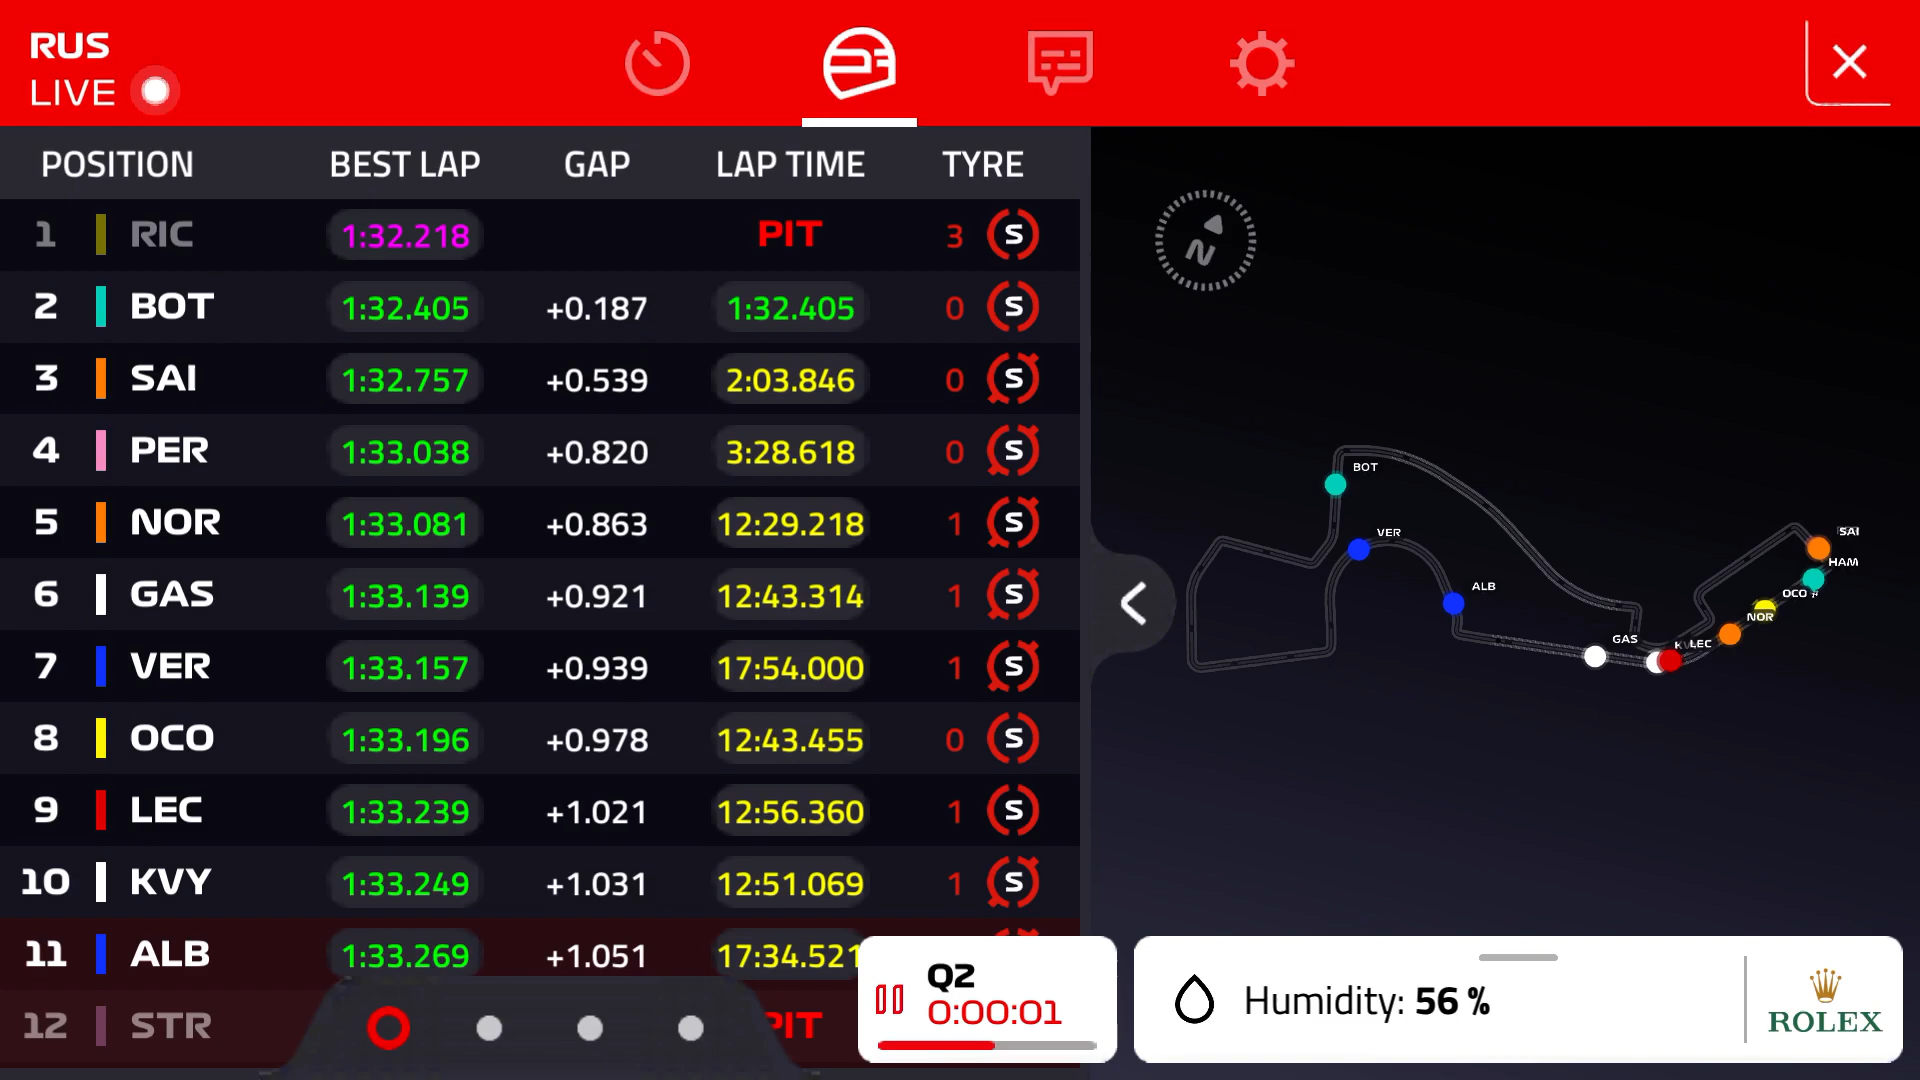 RUS
LIVE
POSITION BEST LAP GAP LAP TIME TYRE
1 RIC 1:32.218 PIT 3 S
2 BOT 1:32.405 +0.187 1:32.405 0 S
3 SAI 1:32.757 +0.539 2:03.846 0 S
4 PER 1:33.038 +0.820 3:28.618 0 S
5 NOR 1:33.081 +0.863 12:29.218 1 S
6 GAS 1:33.139 +0.921 12:43.314 1 S
7 VER 1:33.157 +0.939 17:54.000 1 S
8 OCO 1:33.196 +0.978 12:43.455 0 S
9 LEC 1:33.239 +1.021 12:56.360 1 S
10 KVY 1:33.249 +1.031 12:51.069 1 S
11 ALB 1:33.269 +1.051 17:34.521
12 STR PIT
N
BOT
VER
SAI
HAM
ALB
OCO
NOR
GAS
LEC
Q2
0:00:01
Humidity: 56 %
ROLEX